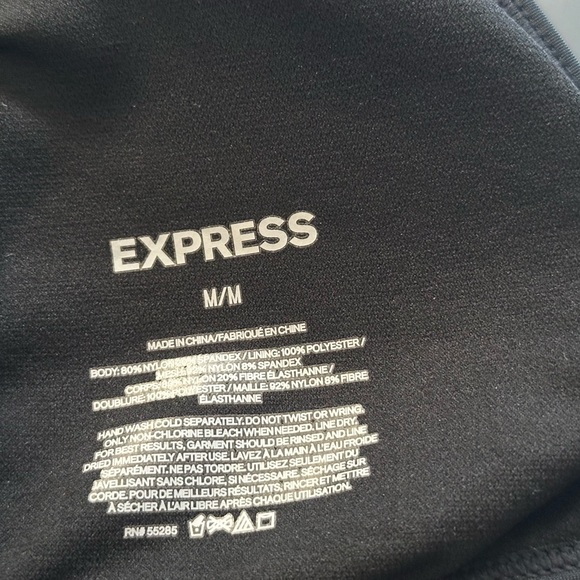 EXPRESS
M/M
MADE IN CHINA/FABRIQUÉ EN CHINE
BODY: 80% NYLON SPANDEX / LINING: 100% POLYESTER /
NYLON 8% SPANDEX
NYLON 20% FIBRE ÉLASTHANNE /
DOUBLURE: 100% POLYESTER / MAILLE: 92% NYLON 8% FIBRE
ÉLASTHANNE
HAND WASH COLD SEPARATELY. DO NOT TWIST OR WRING.
ONLY NON-CHLORINE BLEACH WHEN NEEDED. LINE DRY.
FOR BEST RESULTS, GARMENT SHOULD BE RINSED AND LINE
DRIED IMMEDIATELY AFTER USE. LAVEZ À LA MAIN À L'EAU FROIDE
SÉPARÉMENT. NE PAS TORDRE. UTILISEZ SEULEMENT DU
JAVELLISANT SANS CHLORE, SI NÉCESSAIRE. SÉCHAGE SUR
CORDE. POUR DE MEILLEURS RÉSULTATS, RINCER ET METTRE
À SÉCHER À L'AIR LIBRE APRÈS CHAQUE UTILISATION.
RN# 55285